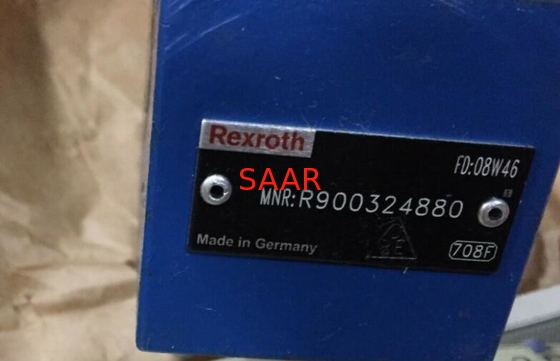 Rexroth
FD:08W46
SAAR
MNR:R900324880
Made in Germany
708F